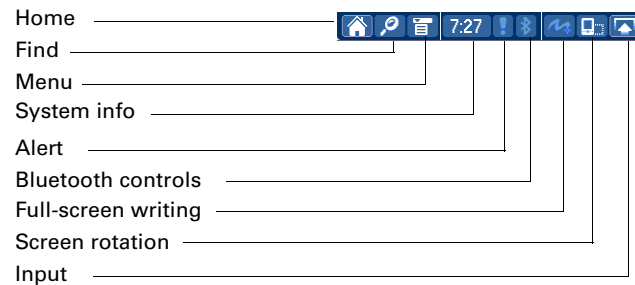 Home
7:27
Find
Menu
System info
Alert
Bluetooth controls
Full-screen writing
Screen rotation
Input